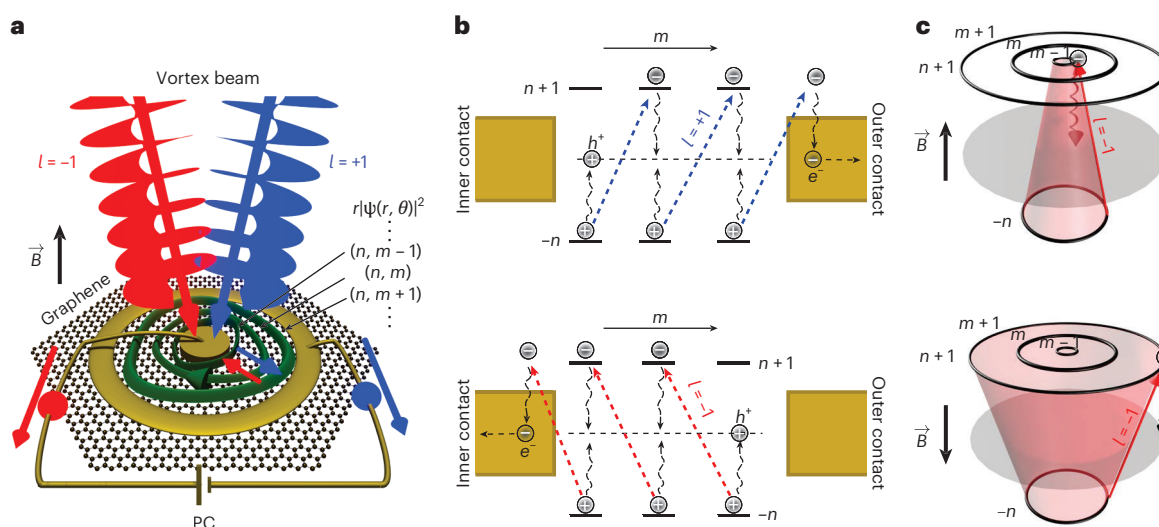 a
Vortex beam
l = −1
l = +1
r|ψ(r, θ)|²
(n, m − 1)
(n, m)
(n, m + 1)
B
Graphene
PC
b
m
n + 1
l = +1
h⁺
e⁻
−n
Inner contact
Outer contact
m
n + 1
l = −1
h⁺
e⁻
−n
Inner contact
Outer contact
c
m + 1
m
m − 1
n + 1
B
l = −1
−n
m + 1
m
m − 1
n + 1
B
l = −1
−n